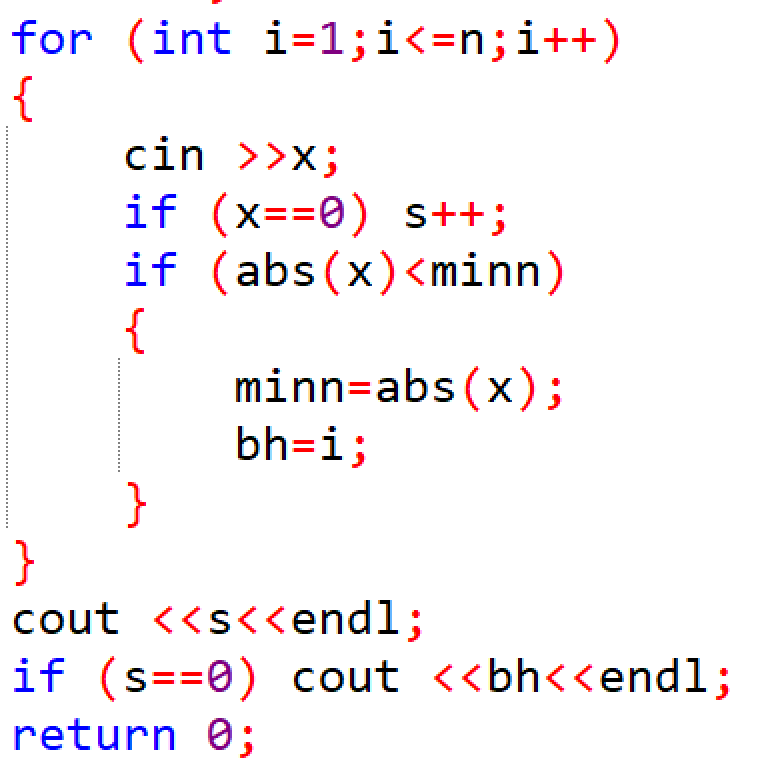 for (int i=1;i<=n;i++)
{
    cin >>x;
    if (x==0) s++;
    if (abs(x)<minn)
    {
        minn=abs(x);
        bh=i;
    }
}
cout <<s<<endl;
if (s==0) cout <<bh<<endl;
return 0;